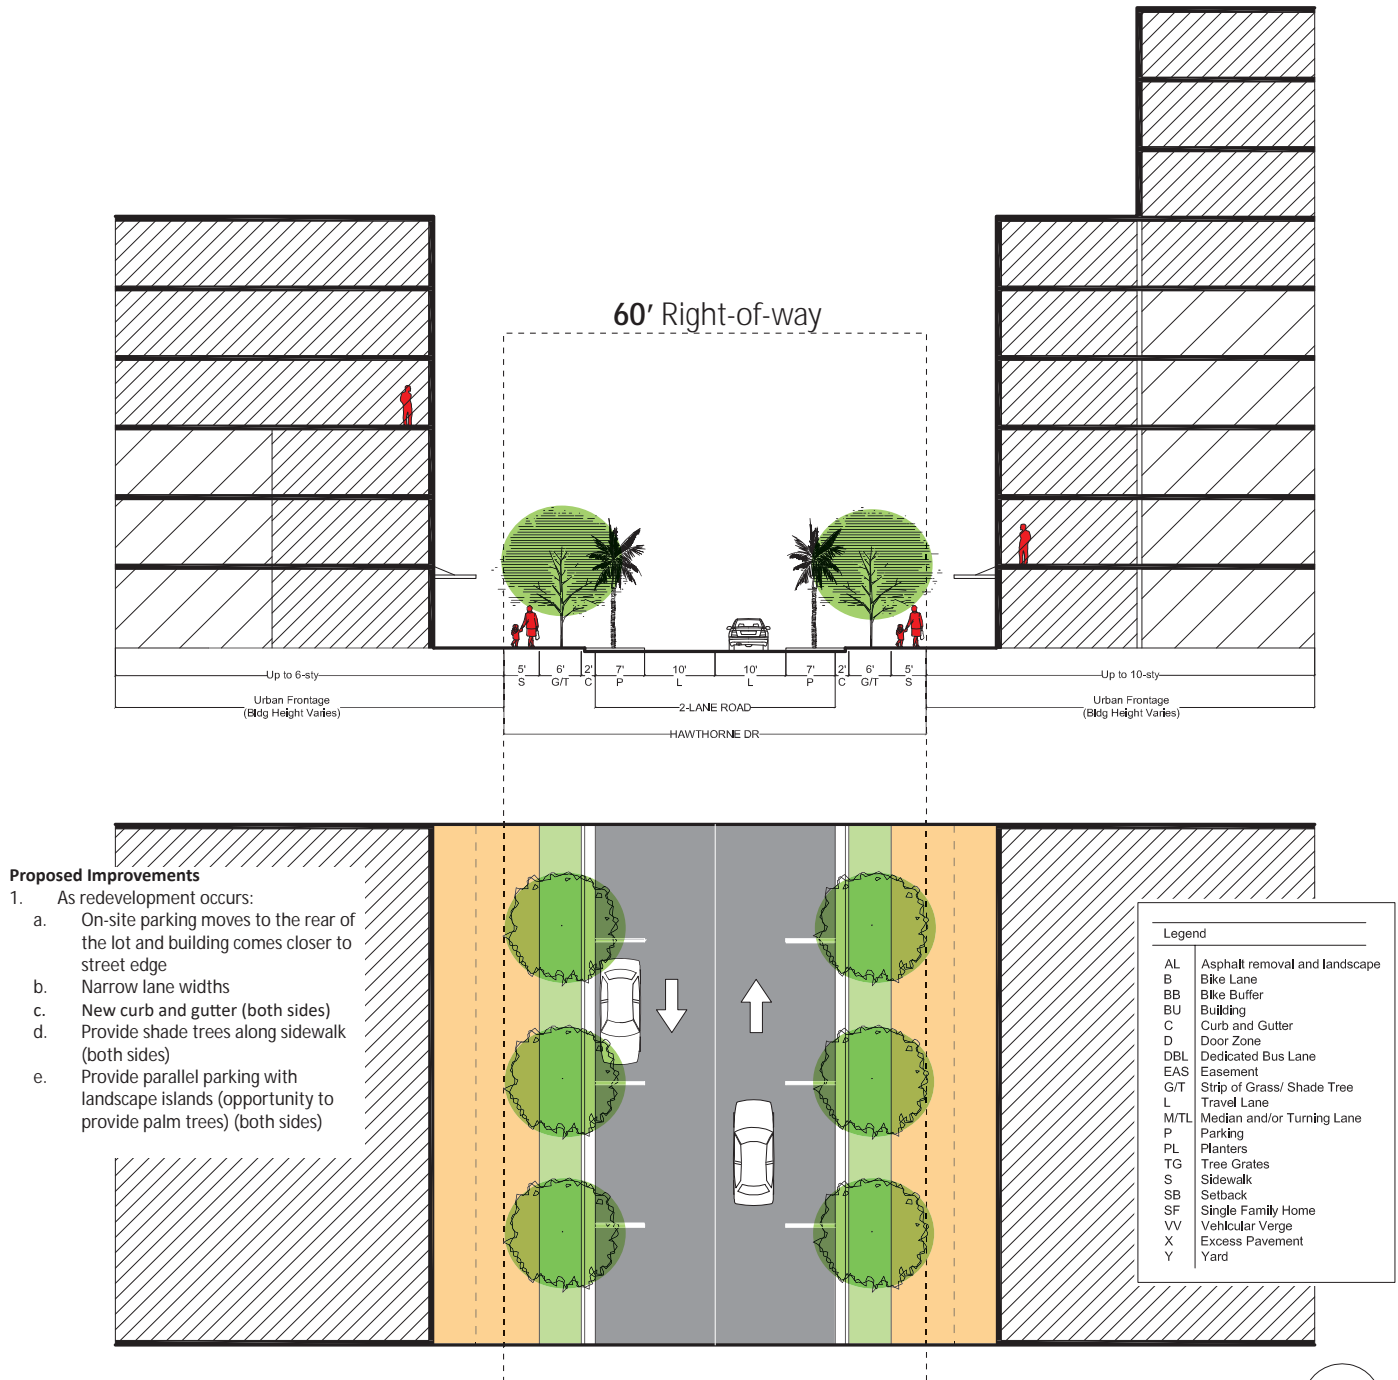 60' Right-of-way
5' 6' 2' 7' 10' 10' 7' 2' 6' 5'
S G/T C P L L P C G/T S
Up to 6-sty
Up to 10-sty
Urban Frontage
(Bldg Height Varies)
Urban Frontage
(Bldg Height Varies)
2-LANE ROAD
HAWTHORNE DR
Proposed Improvements
1. As redevelopment occurs:
a. On-site parking moves to the rear of
the lot and building comes closer to
street edge
b. Narrow lane widths
c. New curb and gutter (both sides)
d. Provide shade trees along sidewalk
(both sides)
e. Provide parallel parking with
landscape islands (opportunity to
provide palm trees) (both sides)
Legend
AL Asphalt removal and landscape
B Bike Lane
BB Bike Buffer
BU Building
C Curb and Gutter
D Door Zone
DBL Dedicated Bus Lane
EAS Easement
G/T Strip of Grass/ Shade Tree
L Travel Lane
M/TL Median and/or Turning Lane
P Parking
PL Planters
TG Tree Grates
S Sidewalk
SB Setback
SF Single Family Home
VV Vehicular Verge
X Excess Pavement
Y Yard